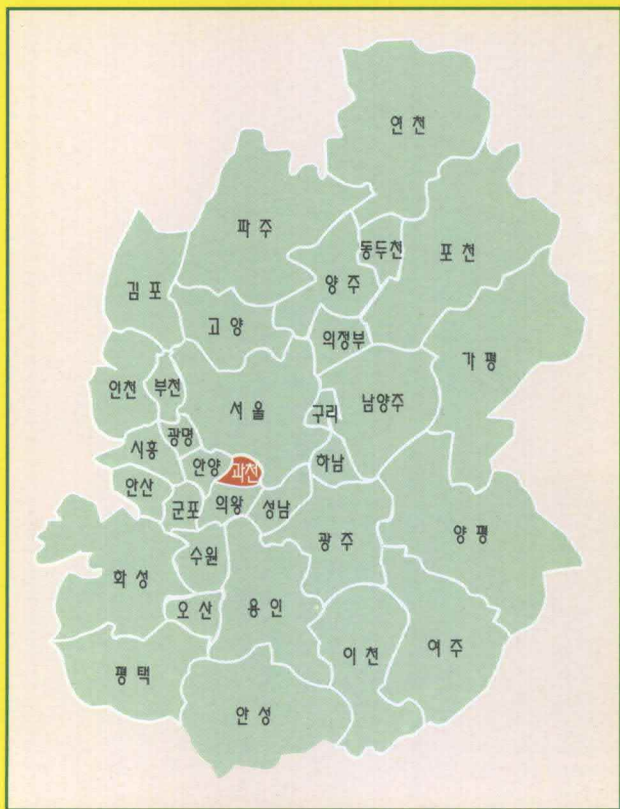 연천
파주
동두천
포천
양주
김포
고양
의정부
가평
인천
부천
서울
구리
남양주
광명
시흥
안양
과천
하남
안산
군포
의왕
성남
광주
양평
수원
화성
오산
용인
이천
여주
평택
안성